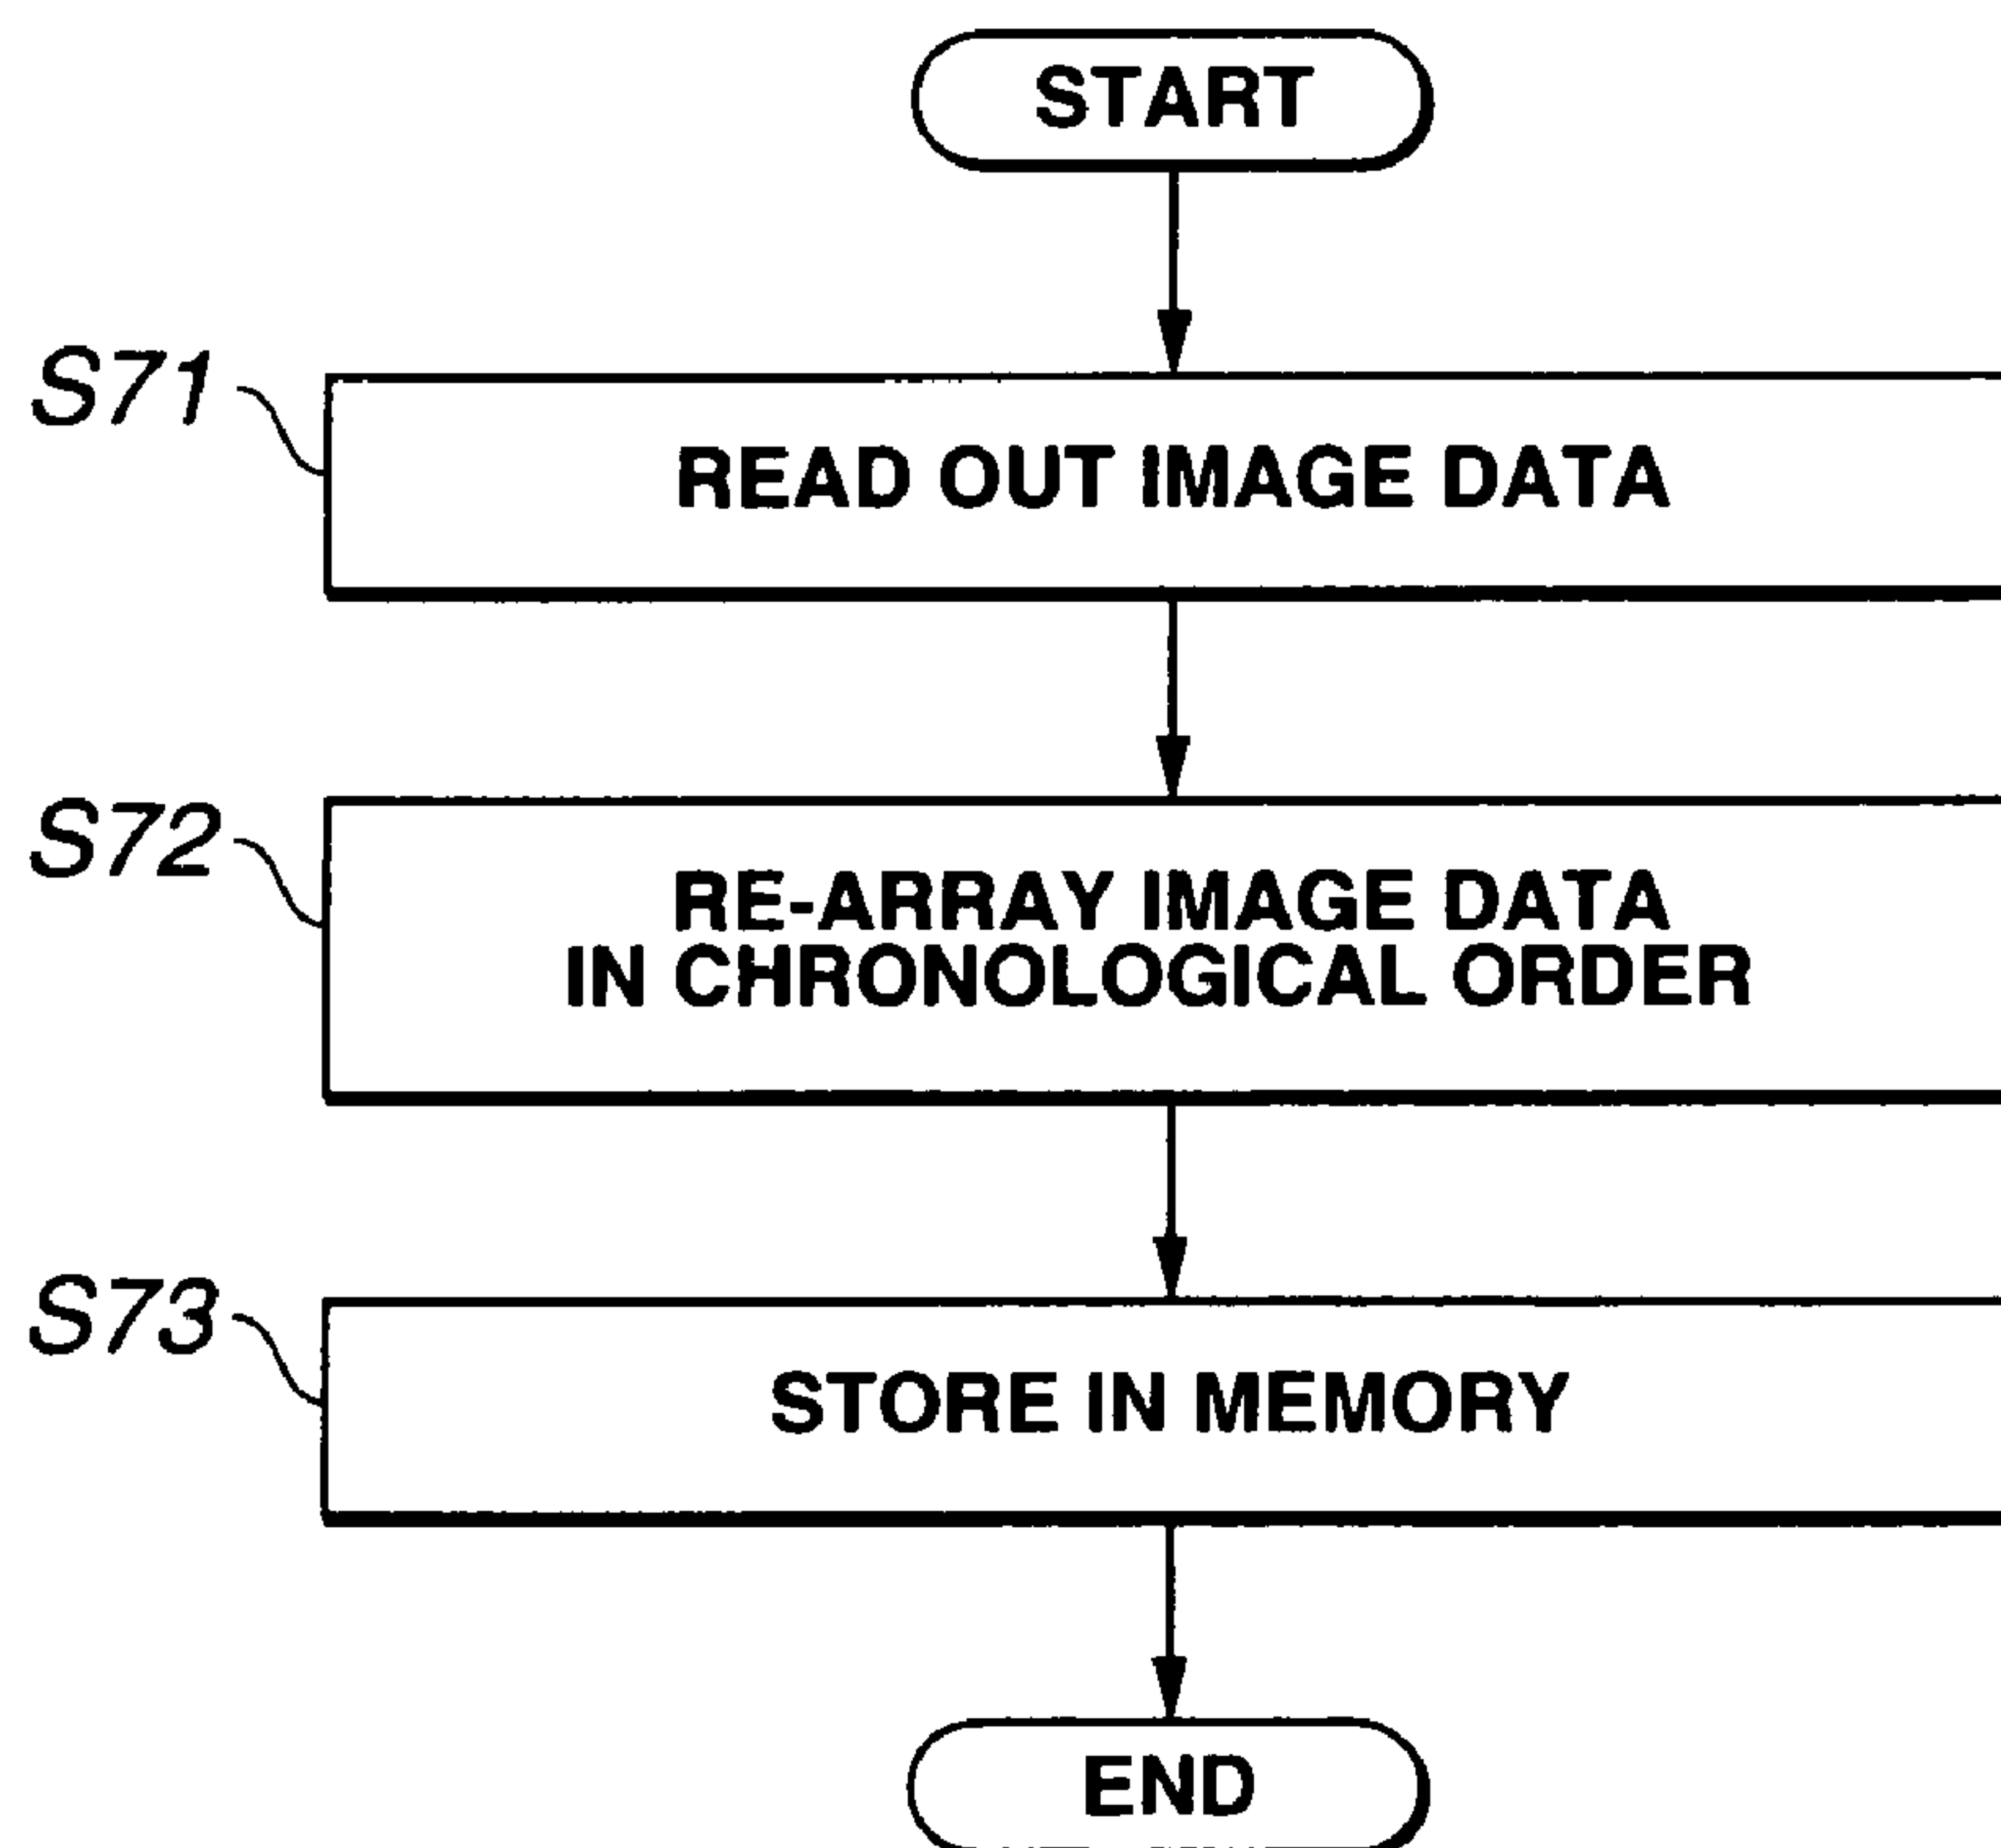 START
S71
READ OUT IMAGE DATA
S72
RE-ARRAY IMAGE DATA
IN CHRONOLOGICAL ORDER
S73
STORE IN MEMORY
END